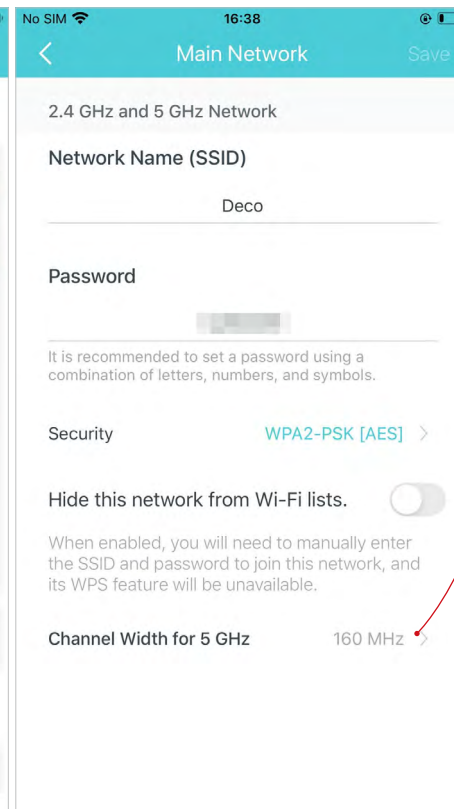 No SIM 16:38
Main Network Save
2.4 GHz and 5 GHz Network
Network Name (SSID)
Deco
Password
It is recommended to set a password using a
combination of letters, numbers, and symbols.
Security WPA2-PSK [AES]
Hide this network from Wi-Fi lists.
When enabled, you will need to manually enter
the SSID and password to join this network, and
its WPS feature will be unavailable.
Channel Width for 5 GHz 160 MHz